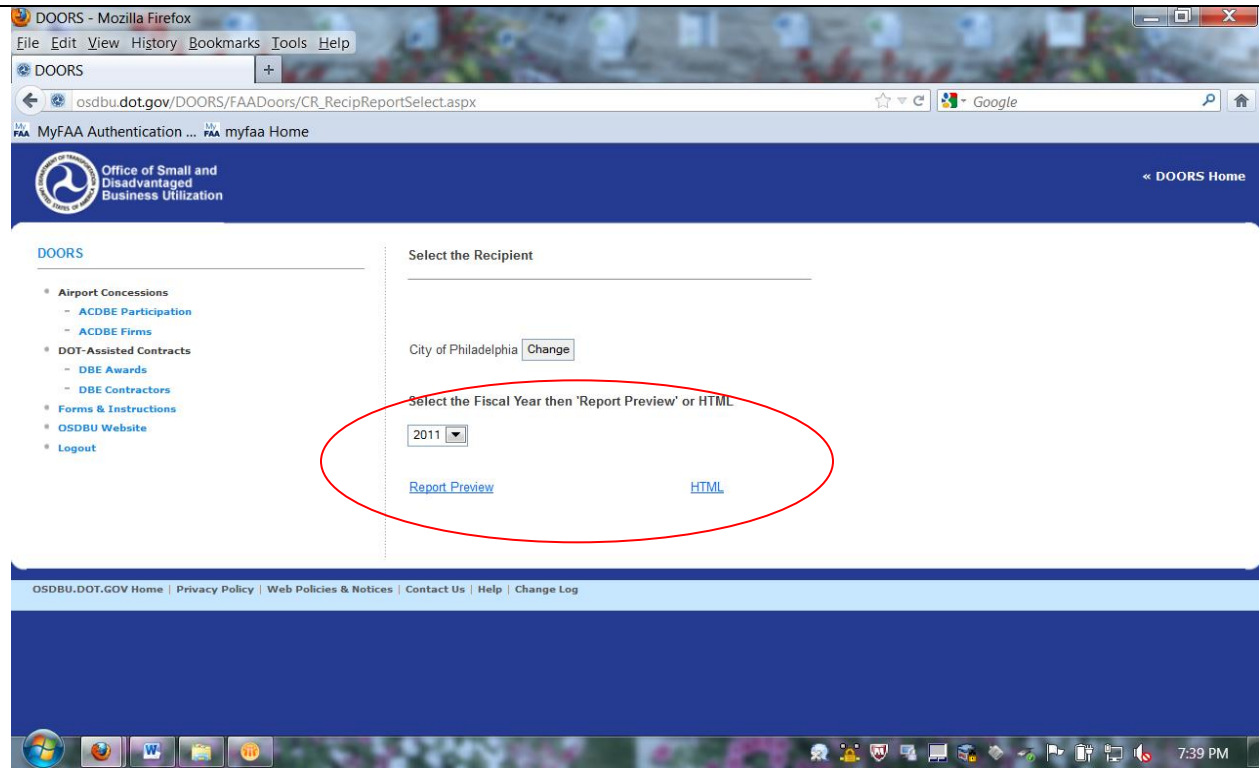 DOORS - Mozilla Firefox
File Edit View History Bookmarks Tools Help
DOORS +
osdbu.dot.gov/DOORS/FAADoors/CR_RecipReportSelect.aspx Google
My FAA MyFAA Authentication ... My FAA myfaa Home
Office of Small and
Disadvantaged
Business Utilization
« DOORS Home
DOORS
Airport Concessions
- ACDBE Participation
- ACDBE Firms
DOT-Assisted Contracts
- DBE Awards
- DBE Contractors
Forms & Instructions
OSDBU Website
Logout
Select the Recipient
City of Philadelphia Change
Select the Fiscal Year then 'Report Preview' or HTML
2011
Report Preview HTML
OSDBU.DOT.GOV Home | Privacy Policy | Web Policies & Notices | Contact Us | Help | Change Log
7:39 PM